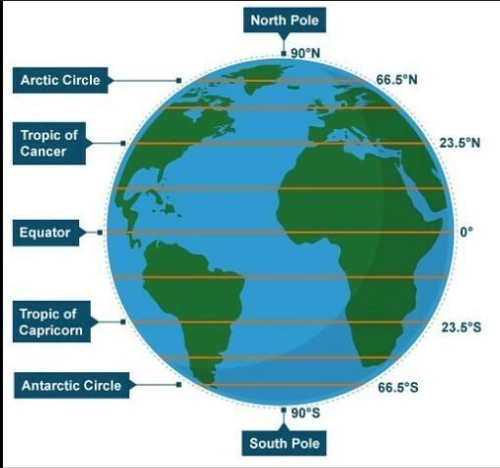 North Pole
90°N
Arctic Circle
66.5°N
Tropic of
Cancer
23.5°N
Equator
0°
Tropic of
Capricorn
23.5°S
Antarctic Circle
66.5°S
90°S
South Pole